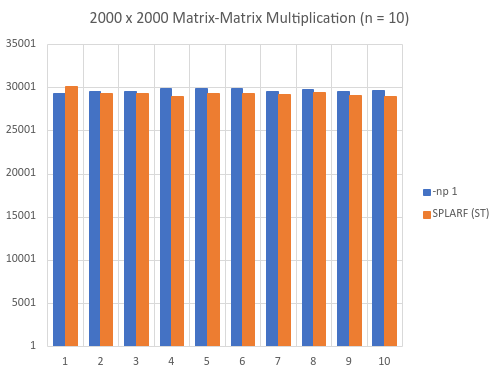 2000 x 2000 Matrix-Matrix Multiplication (n = 10)
35001
30001
25001
20001
15001
10001
5001
1
1 2 3 4 5 6 7 8 9 10
-np 1
SPLARF (ST)